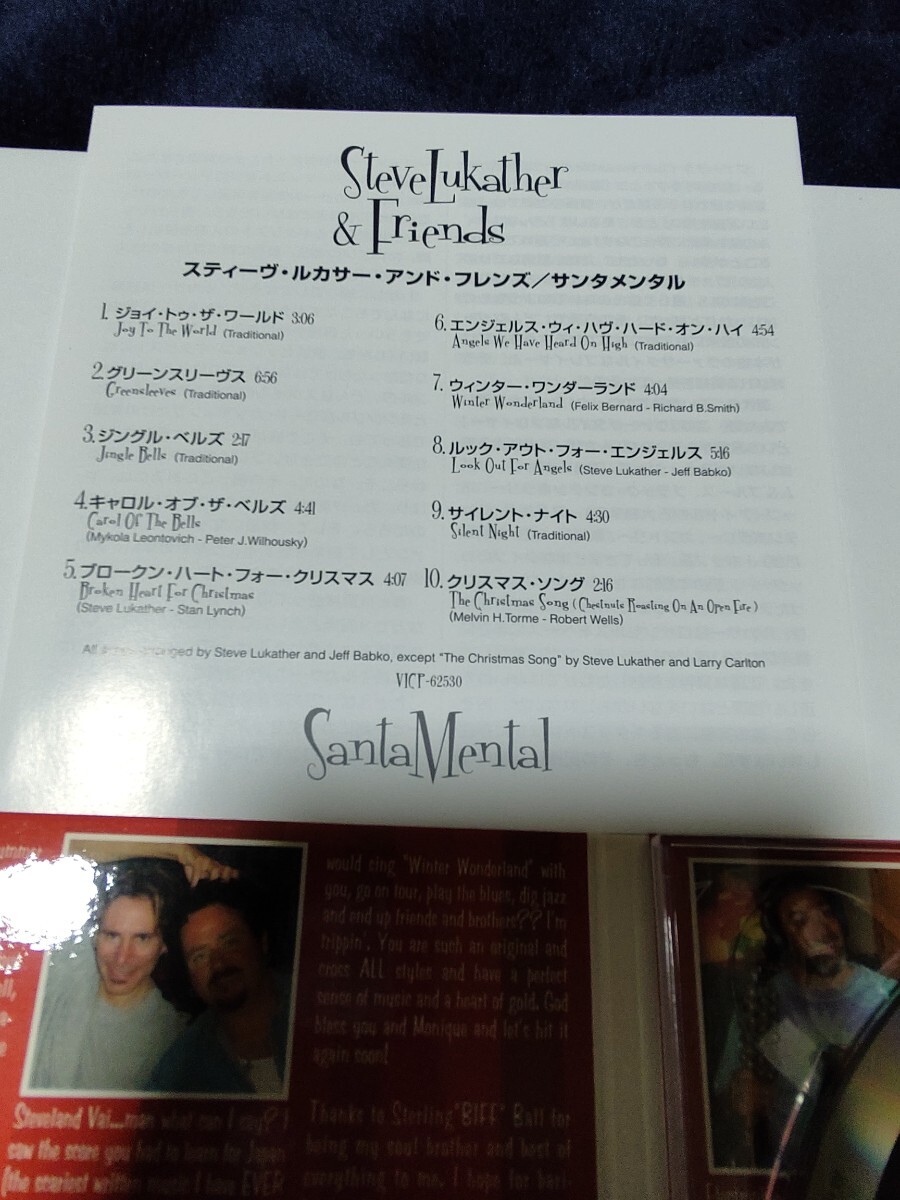 Steve Lukather
& Friends
スティーヴ・ルカサー・アンド・フレンズ／サンタメンタル
1. ジョイ・トゥ・ザ・ワールド 3:06
Joy To The World (Traditional)
2. グリーンスリーヴス 6:56
Greensleeves (Traditional)
3. ジングル・ベルズ 2:17
Jingle Bells (Traditional)
4. キャロル・オブ・ザ・ベルズ 4:41
Carol Of The Bells
(Mykola Leontovich - Peter J.Wilhousky)
5. ブロークン・ハート・フォー・クリスマス 4:07
Broken Heart For Christmas
(Steve Lukather - Stan Lynch)
6. エンジェルス・ウィ・ハヴ・ハード・オン・ハイ 4:54
Angels We Have Heard On High (Traditional)
7. ウィンター・ワンダーランド 4:04
Winter Wonderland (Felix Bernard - Richard B.Smith)
8. ルック・アウト・フォー・エンジェルス 5:16
Look Out For Angels (Steve Lukather - Jeff Babko)
9. サイレント・ナイト 4:30
Silent Night (Traditional)
10. クリスマス・ソング 2:16
The Christmas Song (Chestnuts Roasting On An Open Fire)
(Melvin H.Torme - Robert Wells)
All by Steve Lukather and Jeff Babko, except "The Christmas Song" by Steve Lukather and Larry Carlton
VICP-62530
SantaMental
would sing "Winter Wonderland" with
you, go on tour, play the blues, dig jazz
and end up friends and brothers?? I'm
trippin'. You are such an original and
cross ALL styles and have a perfect
sense of music and a heart of gold. God
bless you and Monique and let's hit it
again soon!
Steveland Vai...man what can I say? I
saw the score you had to learn for Japan
(the scariest written music I have EVER
Thanks to Sterling "BIFF" Ball for
being my soul brother and best of
everything to me. I hope for bari-